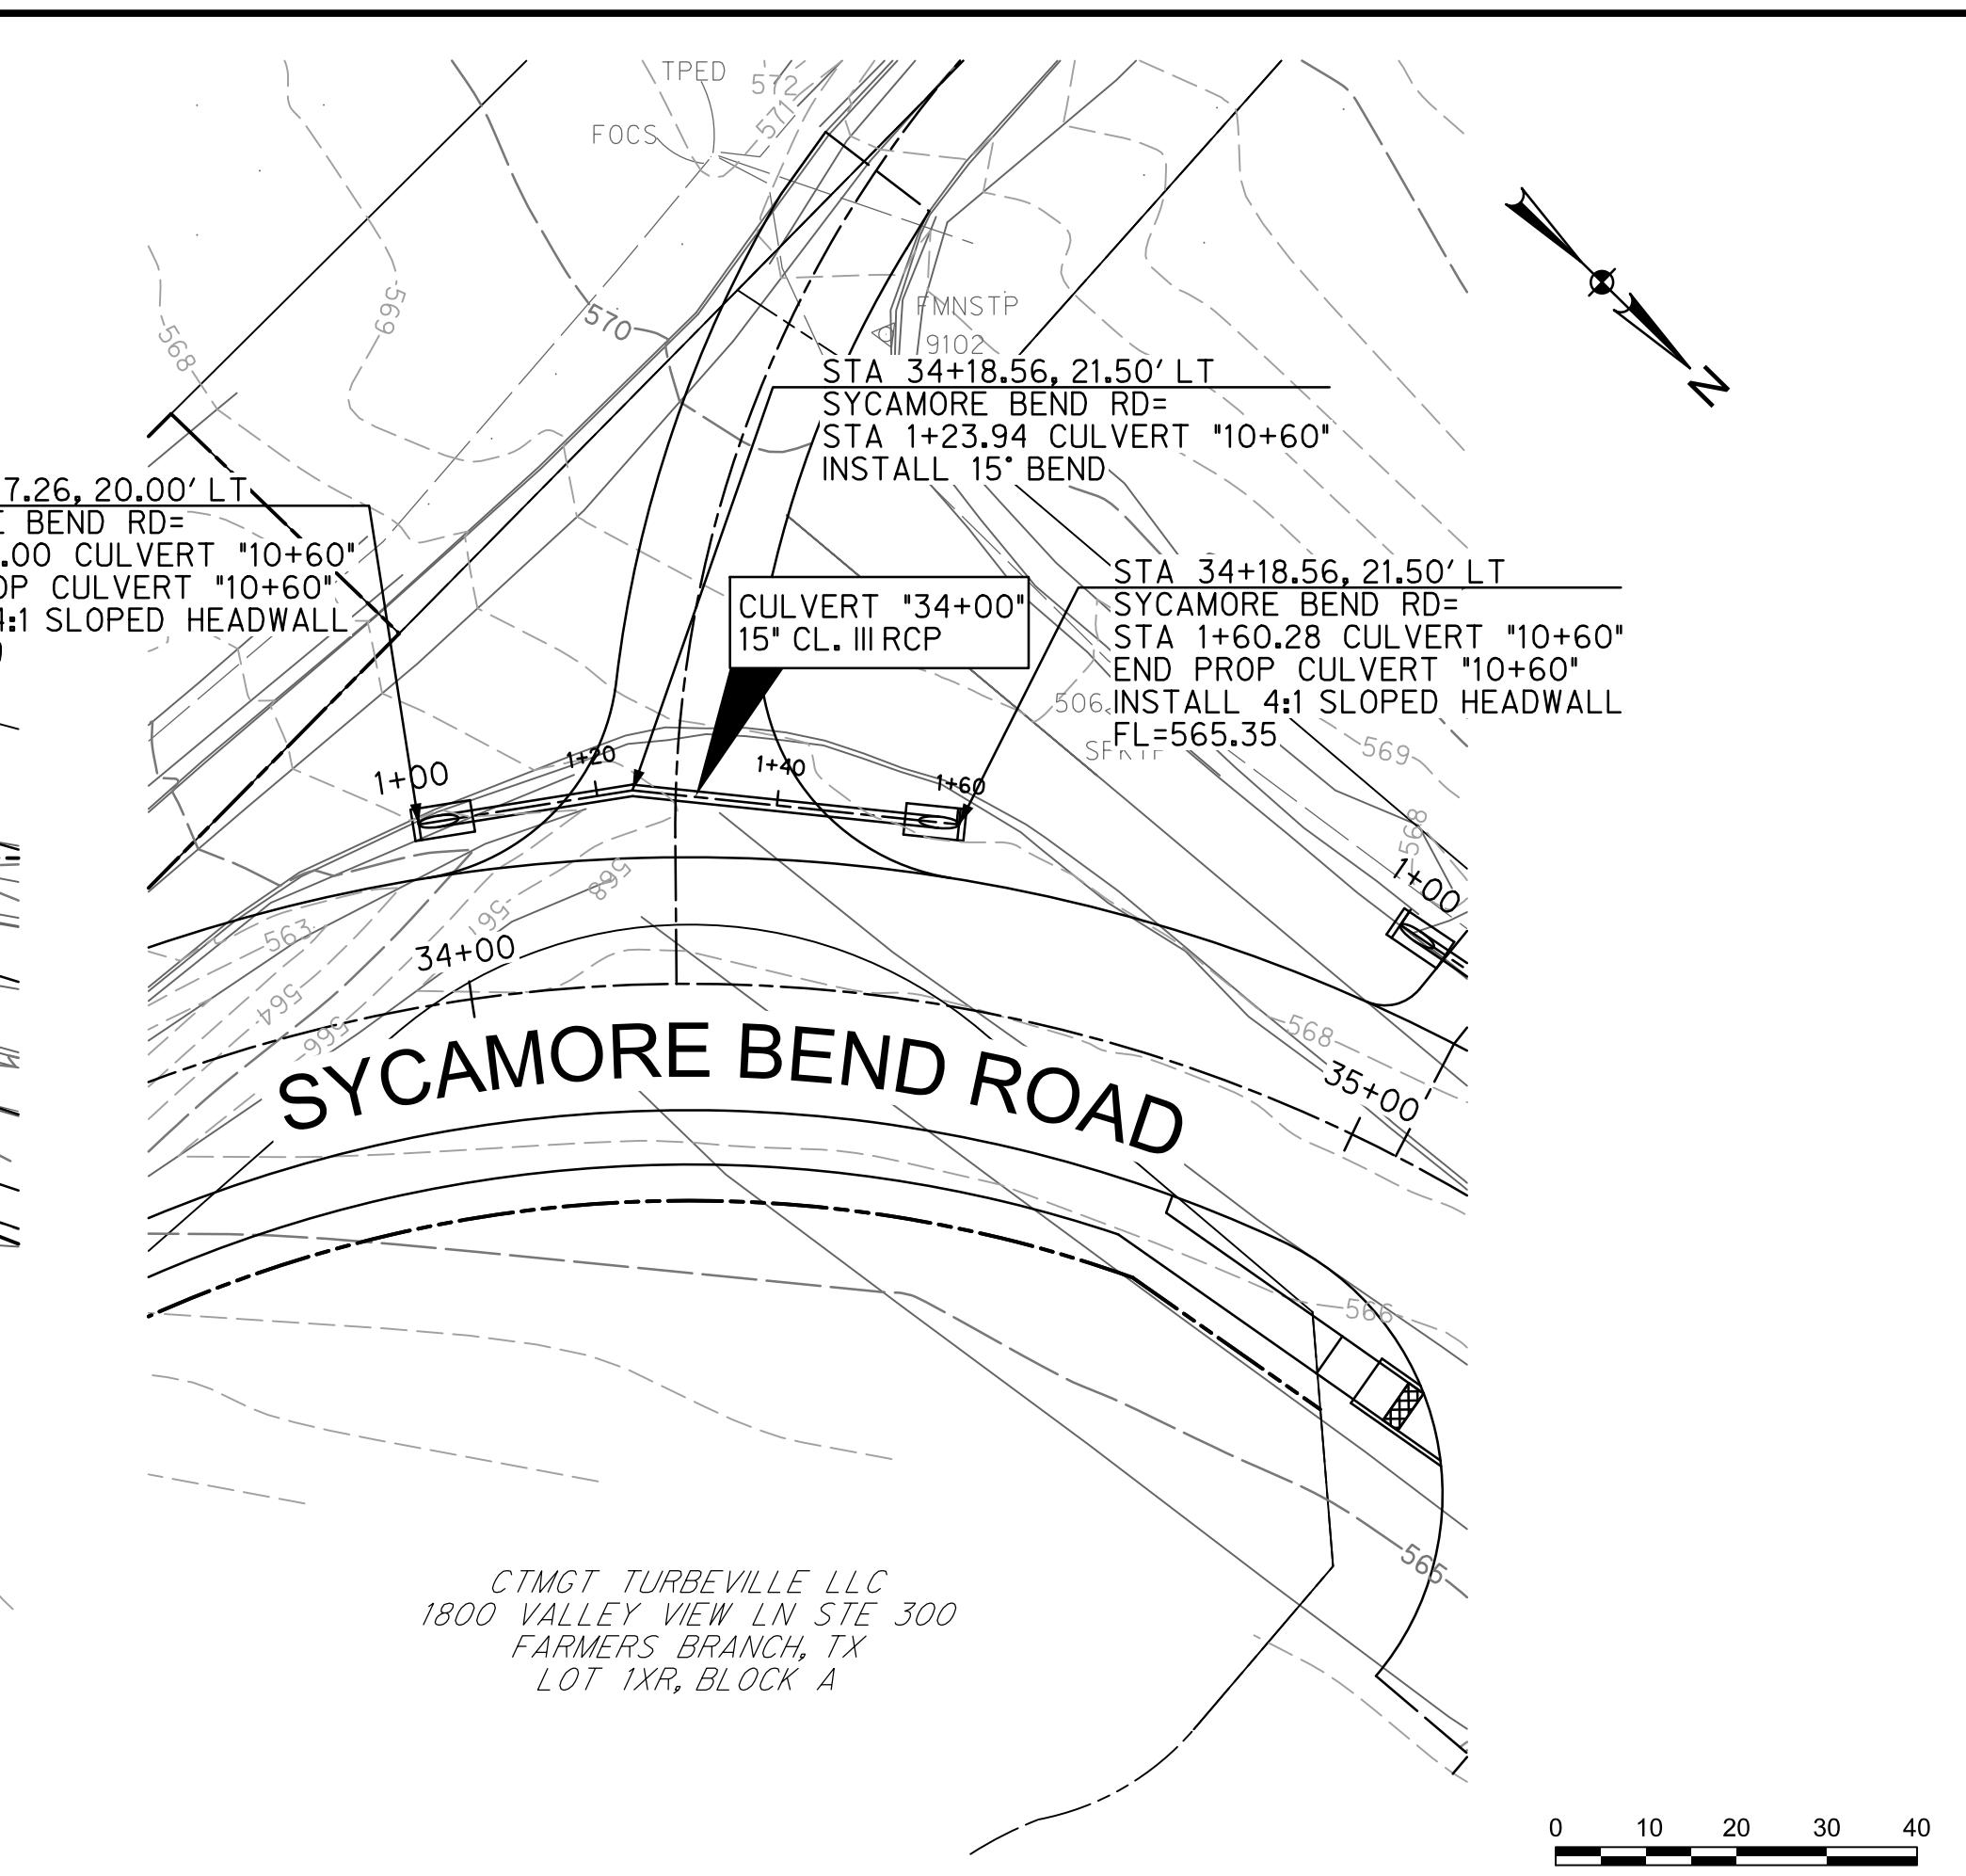 TPED
572
571
FOCS
569
568
570
FMNSTP
9102
N
STA 34+18.56, 21.50' LT
SYCAMORE BEND RD=
STA 1+23.94 CULVERT "10+60"
INSTALL 15° BEND
7.26, 20.00' LT
E BEND RD=
.00 CULVERT "10+60"
OP CULVERT "10+60"
4:1 SLOPED HEADWALL
CULVERT "34+00"
15" CL. III RCP
STA 34+18.56, 21.50' LT
SYCAMORE BEND RD=
STA 1+60.28 CULVERT "10+60"
END PROP CULVERT "10+60"
INSTALL 4:1 SLOPED HEADWALL
FL=565.35
506
569
1+00
1+20
1+40
1+60
568
1+00
568
563
34+00
564
566
568
35+00
SYCAMORE BEND ROAD
566
565
CTMGT TURBEVILLE LLC
1800 VALLEY VIEW LN STE 300
FARMERS BRANCH, TX
LOT 1XR, BLOCK A
0 10 20 30 40